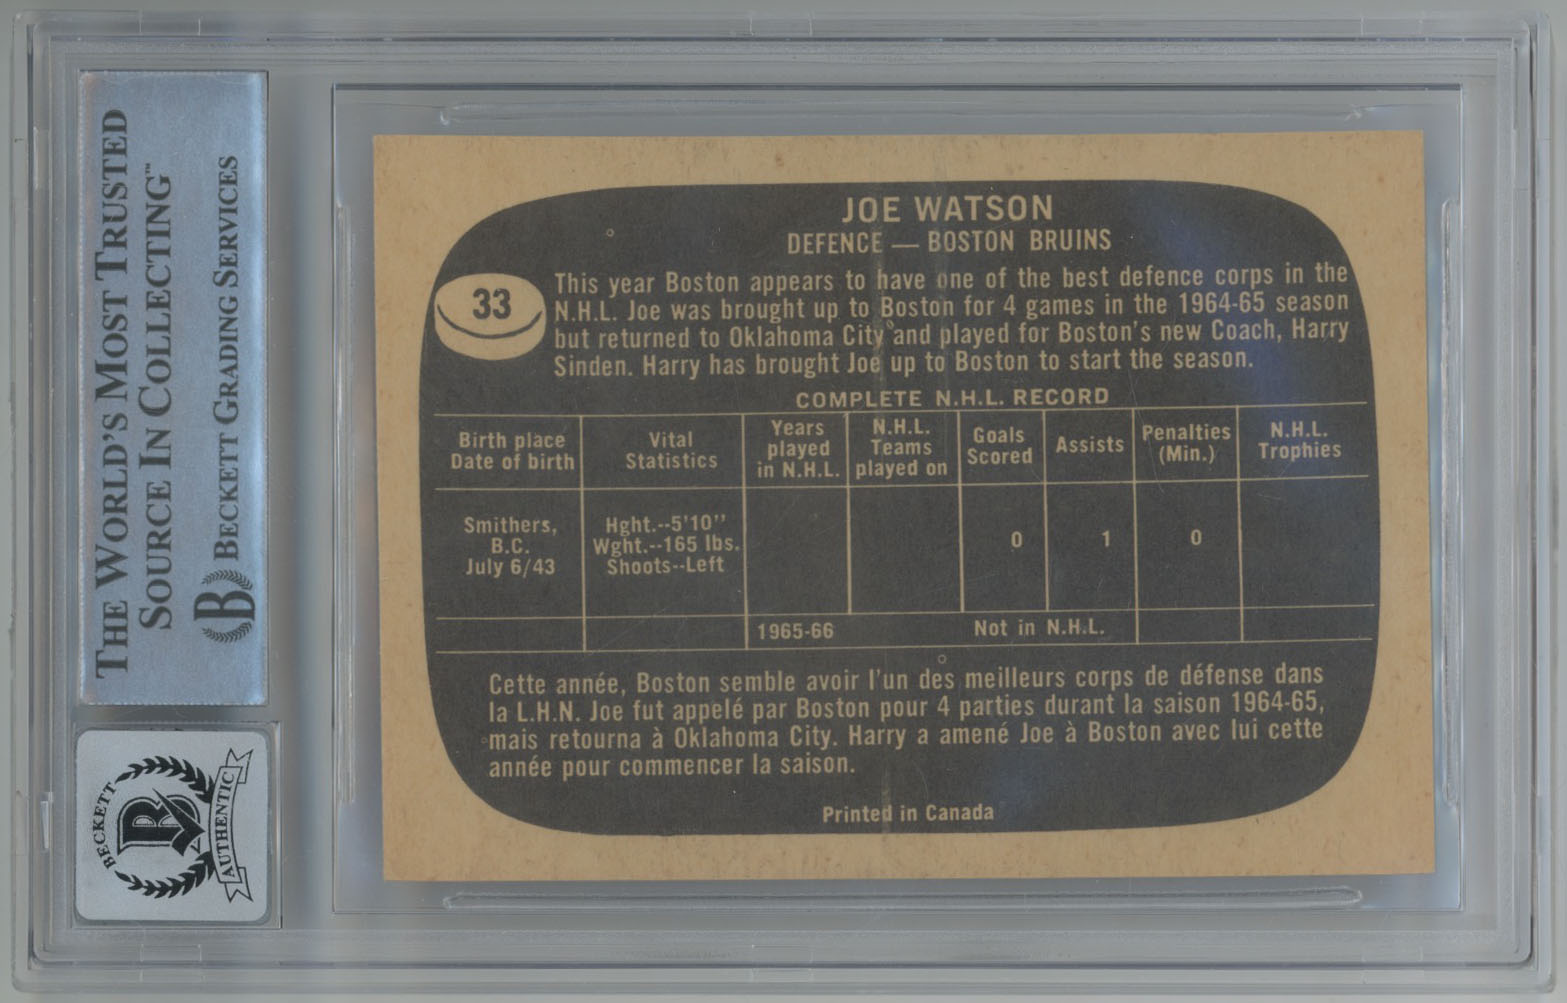 THE WORLD'S MOST TRUSTED
SOURCE IN COLLECTING™
BECKETT GRADING SERVICES
B
BECKETT
AUTHENTIC
JOE WATSON
DEFENCE — BOSTON BRUINS
33
This year Boston appears to have one of the best defence corps in the
N.H.L. Joe was brought up to Boston for 4 games in the 1964-65 season
but returned to Oklahoma City and played for Boston's new Coach, Harry
Sinden. Harry has brought Joe up to Boston to start the season.
COMPLETE N.H.L. RECORD
Birth place
Date of birth
Vital
Statistics
Years
played
in N.H.L.
N.H.L.
Teams
played on
Goals
Scored
Assists
Penalties
(Min.)
N.H.L.
Trophies
Smithers,
B.C.
July 6/43
Hght.--5'10"
Wght.--165 lbs.
Shoots--Left
0
1
0
1965-66 Not in N.H.L.
Cette année, Boston semble avoir l'un des meilleurs corps de défense dans
la L.H.N. Joe fut appelé par Boston pour 4 parties durant la saison 1964-65,
mais retourna à Oklahoma City. Harry a amené Joe à Boston avec lui cette
année pour commencer la saison.
Printed in Canada